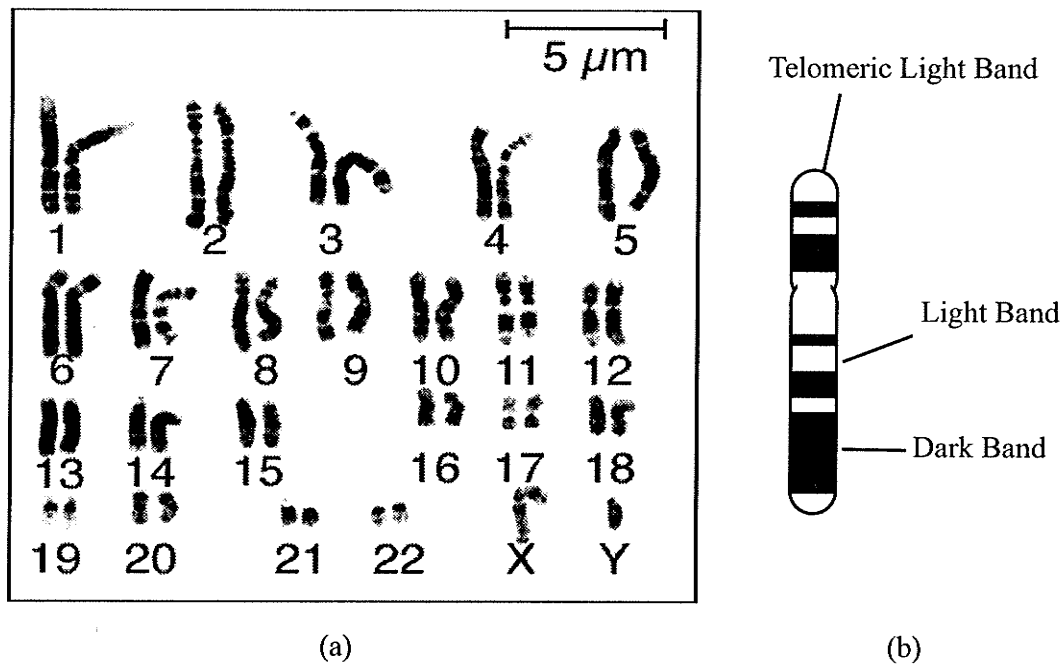 5 μm
1 2 3 4 5
6 7 8 9 10 11 12
13 14 15 16 17 18
19 20 21 22 X Y
(a)
Telomeric Light Band
Light Band
Dark Band
(b)